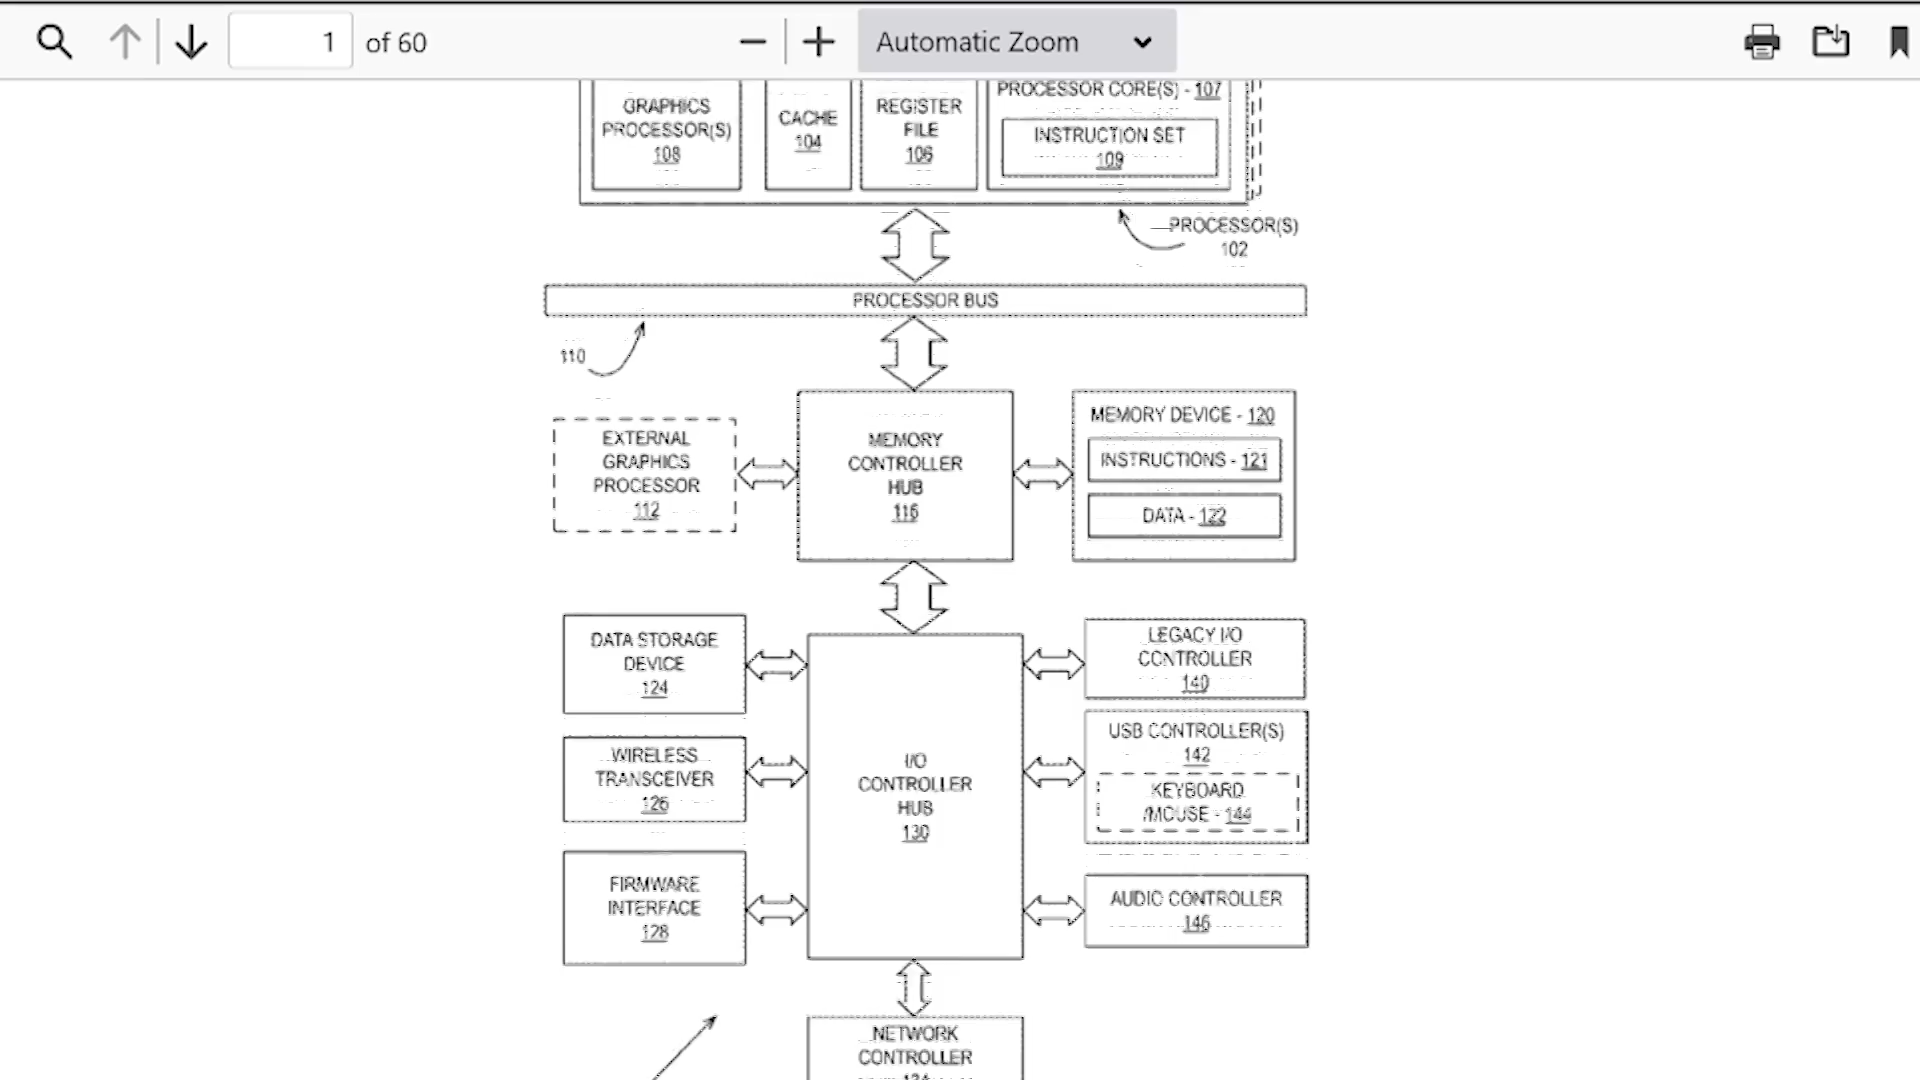 1 of 60
Automatic Zoom
GRAPHICS
PROCESSOR(S)
108
CACHE
104
REGISTER
FILE
106
PROCESSOR CORE(S) - 107
INSTRUCTION SET
109
PROCESSOR(S)
102
PROCESSOR BUS
110
EXTERNAL
GRAPHICS
PROCESSOR
112
MEMORY
CONTROLLER
HUB
116
MEMORY DEVICE - 120
INSTRUCTIONS - 121
DATA - 122
DATA STORAGE
DEVICE
124
LEGACY I/O
CONTROLLER
140
WIRELESS
TRANSCEIVER
126
I/O
CONTROLLER
HUB
130
USB CONTROLLER(S)
142
KEYBOARD
/MOUSE - 144
FIRMWARE
INTERFACE
128
AUDIO CONTROLLER
146
NETWORK
CONTROLLER